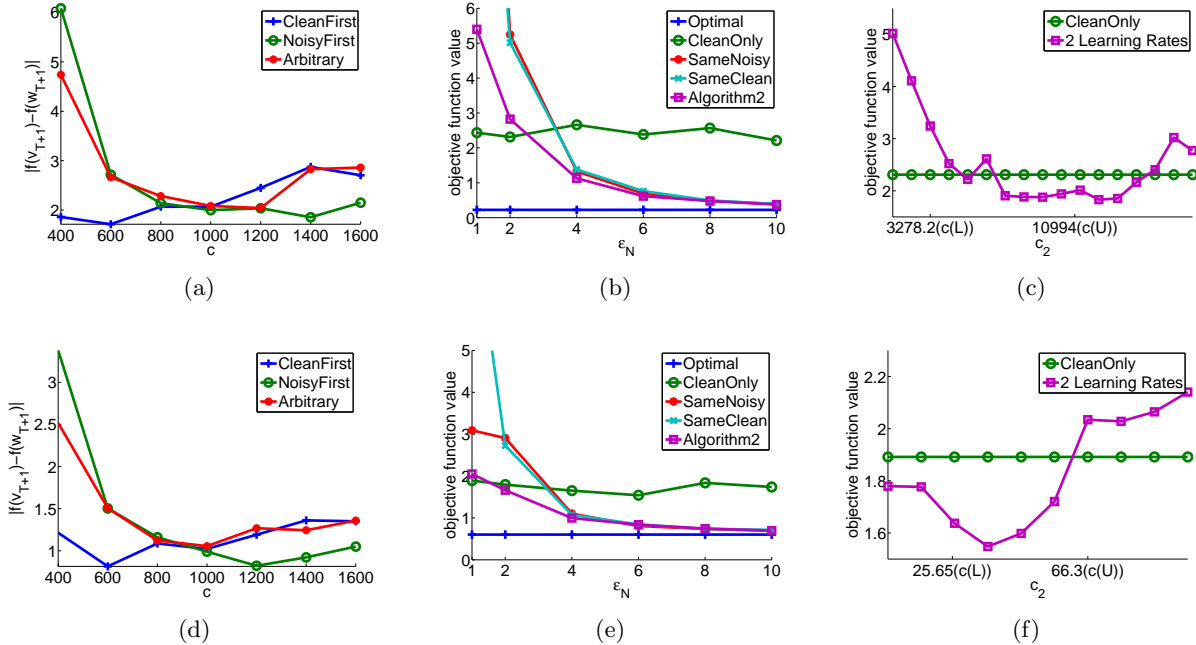 |f(v_{T+1})−f(w_{T+1})|
6
5
4
3
2
400 600 800 1000 1200 1400 1600
c
CleanFirst
NoisyFirst
Arbitrary
(a)
objective function value
6
5
4
3
2
1
0
1 2 4 6 8 10
ε_N
Optimal
CleanOnly
SameNoisy
SameClean
Algorithm2
(b)
objective function value
5
4
3
2
3278.2(c(L)) 10994(c(U))
c_2
CleanOnly
2 Learning Rates
(c)
|f(v_{T+1})−f(w_{T+1})|
3
2.5
2
1.5
1
400 600 800 1000 1200 1400 1600
c
CleanFirst
NoisyFirst
Arbitrary
(d)
objective function value
5
4
3
2
1
0
1 2 4 6 8 10
ε_N
Optimal
CleanOnly
SameNoisy
SameClean
Algorithm2
(e)
objective function value
2.2
2
1.8
1.6
25.65(c(L)) 66.3(c(U))
c_2
CleanOnly
2 Learning Rates
(f)